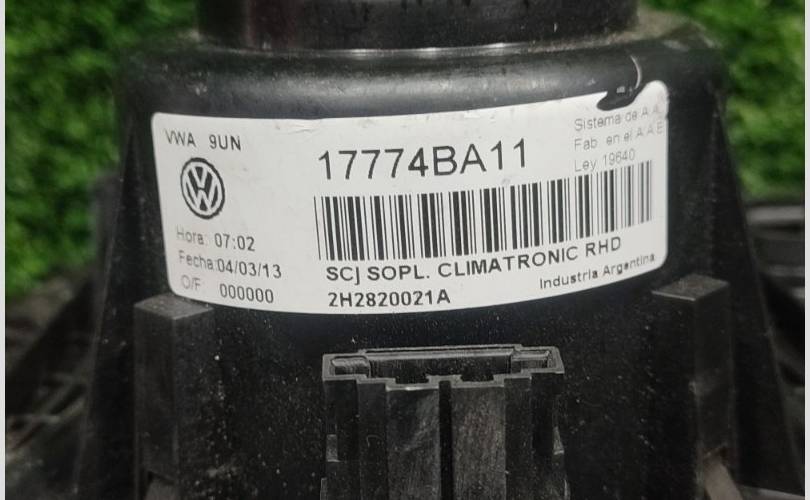 VWA 9UN
17774BA11
Sistema de A.A.
Fab. en el A.A.E
Ley 19640
Hora: 07:02
Fecha:04/03/13
O/F 000000
SCJ SOPL. CLIMATRONIC RHD
2H2820021A
Industria Argentina